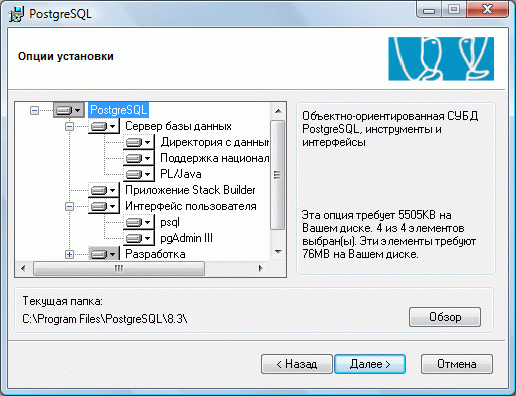 PostgreSQL
Опции установки
PostgreSQL
Сервер базы данных
Директория с данны
Поддержка национал
PL/Java
Приложение Stack Builder
Интерфейс пользователя
psql
pgAdmin III
Разработка
Объектно-ориентированная СУБД
PostgreSQL, инструменты и
интерфейсы
Эта опция требует 5505KB на
Вашем диске. 4 из 4 элементов
выбран(ы). Эти элементы требуют
76MB на Вашем диске.
Текущая папка:
C:\Program Files\PostgreSQL\8.3\
Обзор
< Назад
Далее >
Отмена